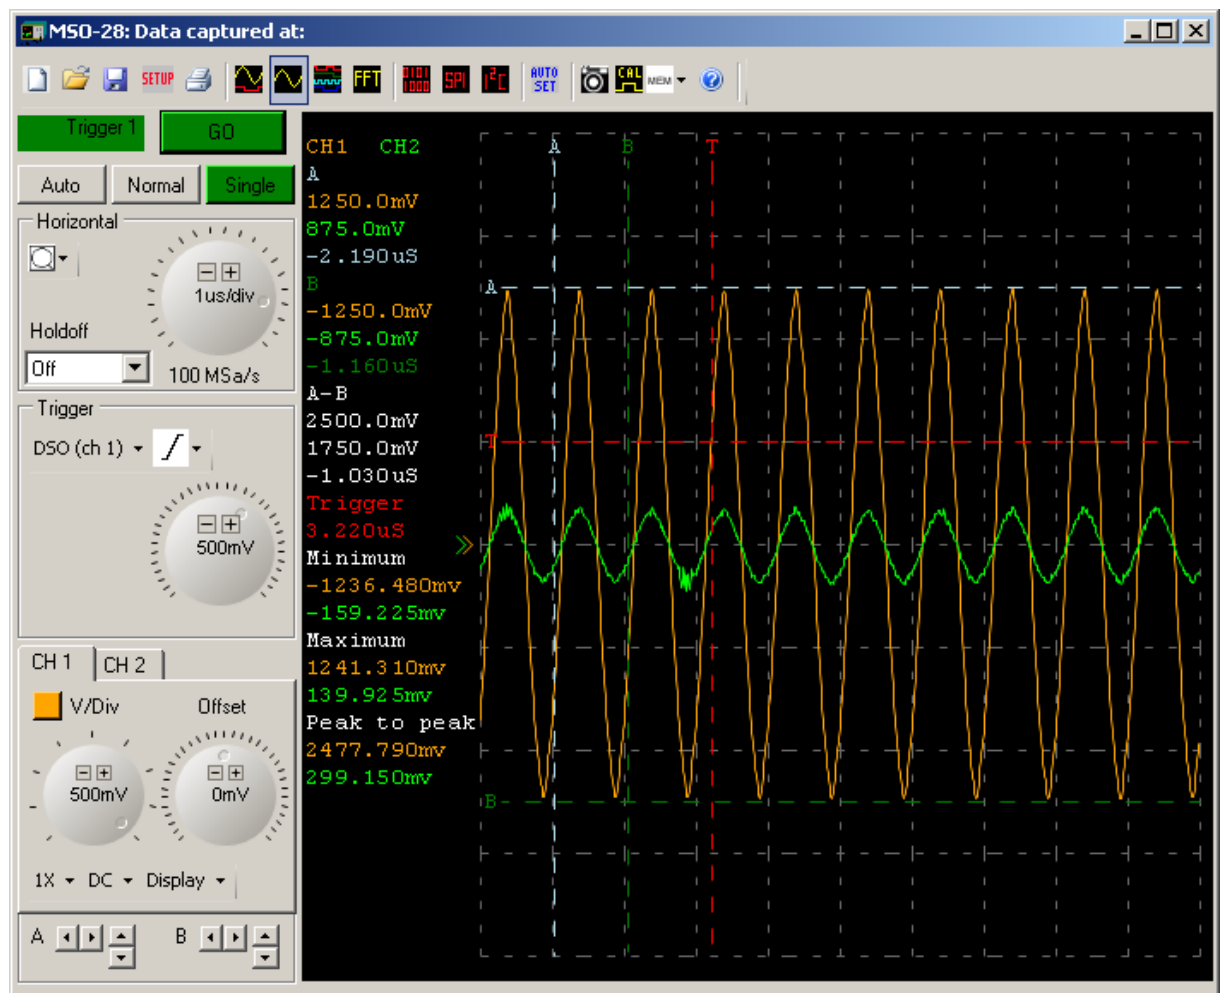 MSO-28: Data captured at:
SETUP FFT 0101 1000 SPI I²C AUTO SET CAL MEM ?
Trigger 1 GO
Auto Normal Single
Horizontal
1us/div
Holdoff
Off 100 MSa/s
Trigger
DSO (ch 1)
500mV
CH 1 CH 2
V/Div Offset
500mV 0mV
1X DC Display
A B
CH1 CH2
A
1250.0mV
875.0mV
-2.190uS
B
-1250.0mV
-875.0mV
-1.160uS
A-B
2500.0mV
1750.0mV
-1.030uS
Trigger
3.220uS
Minimum
-1236.480mv
-159.225mv
Maximum
1241.310mv
139.925mv
Peak to peak
2477.790mv
299.150mv
A B T
A
T
B